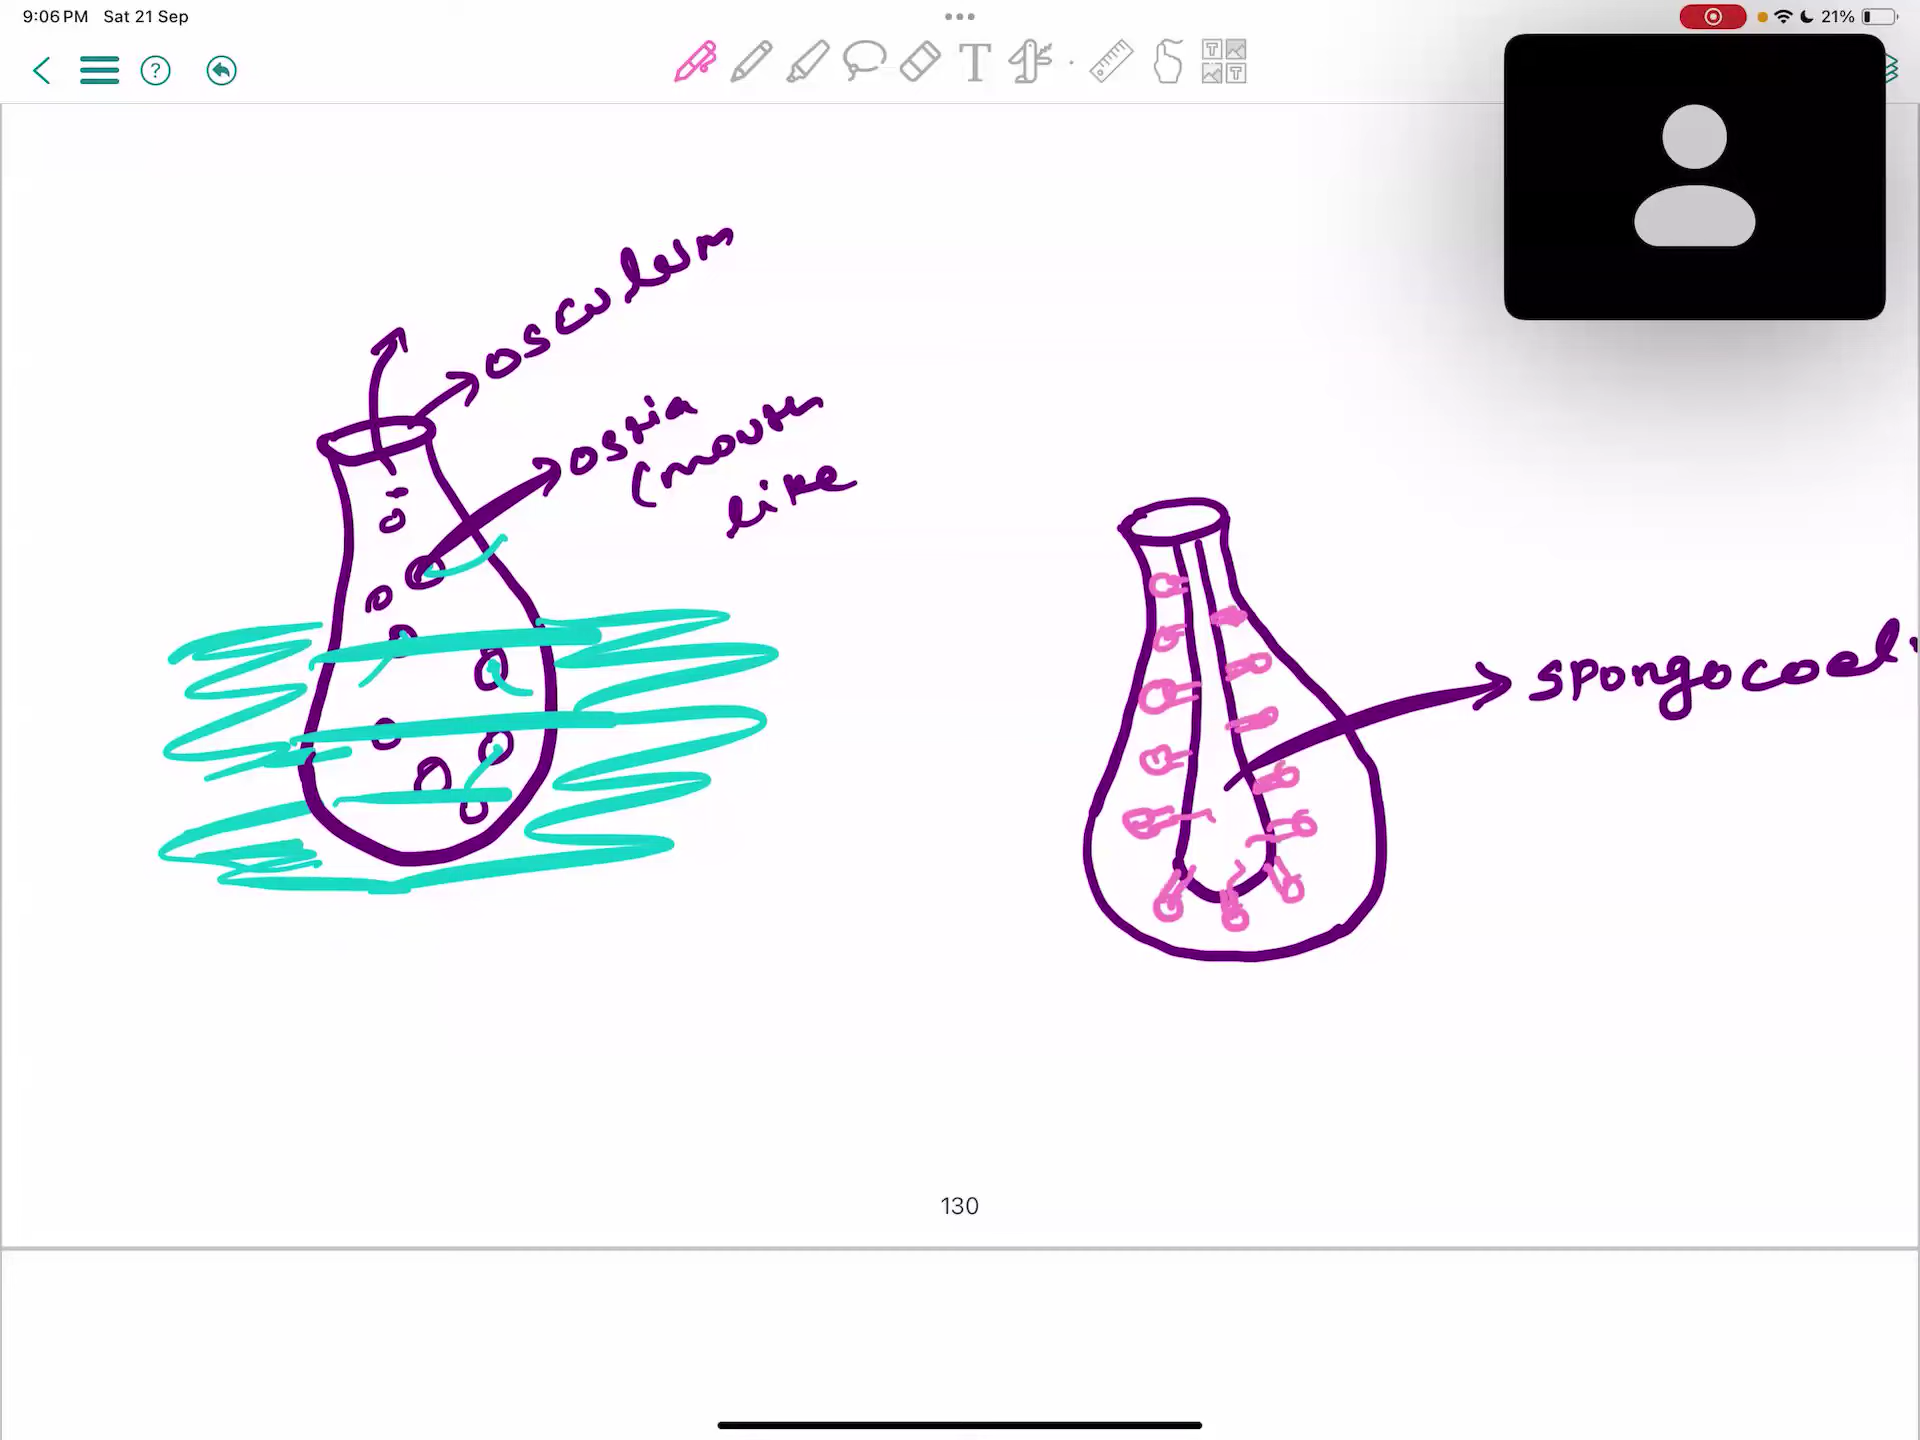 9:06 PM Sat 21 Sep
21%
T
osculum
ostia
(mouth
like
spongocoel
130